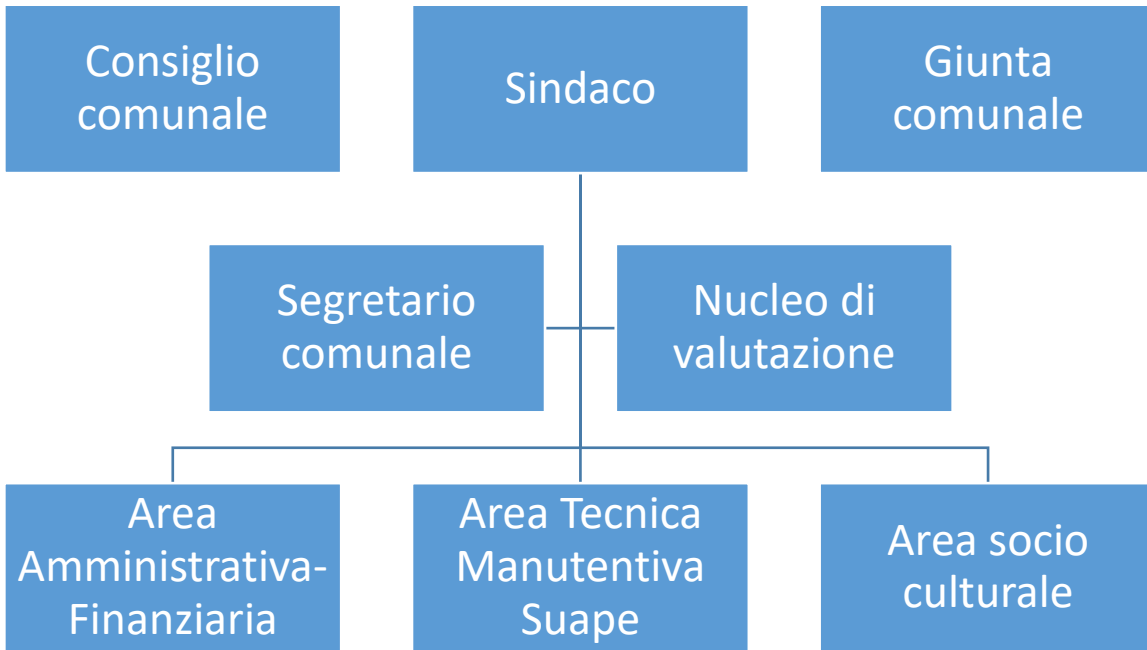 Consiglio
comunale
Sindaco
Giunta
comunale
Segretario
comunale
Nucleo di
valutazione
Area
Amministrativa-
Finanziaria
Area Tecnica
Manutentiva
Suape
Area socio
culturale